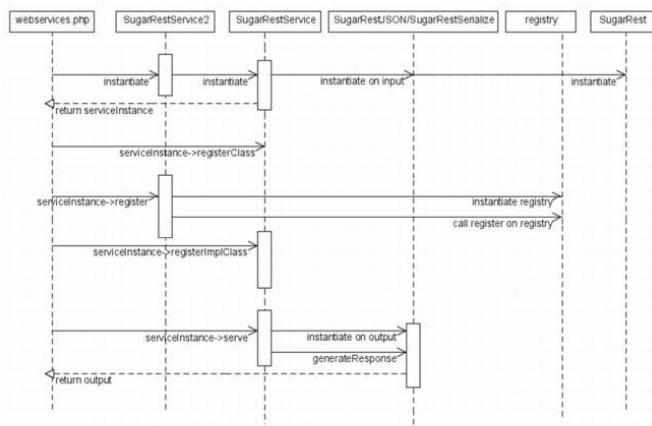 webservices.php
SugarRestService2
SugarRestService
SugarRestJSON/SugarRestSerialize
registry
SugarRest
instantiate
instantiate
instantiate on input
instantiate
return serviceInstance
serviceInstance->registerClass
serviceInstance->register
instantiate registry
call register on registry
serviceInstance->registerImplClass
serviceInstance->serve
instantiate on output
generateResponse
return output